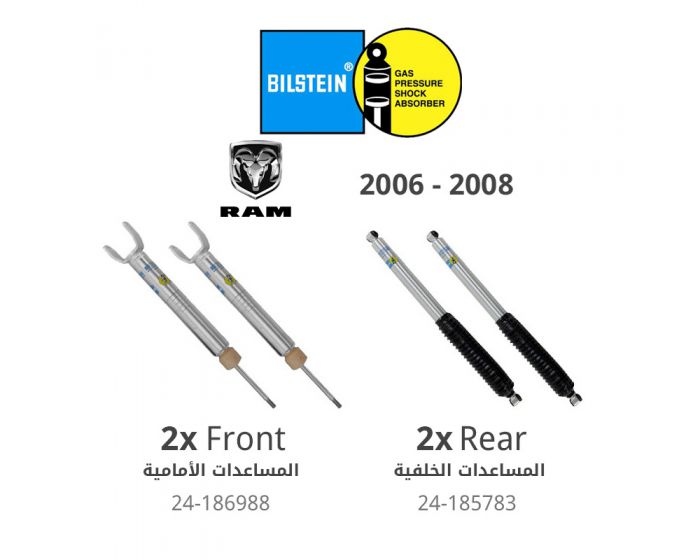 BILSTEIN®
GAS
PRESSURE
SHOCK
ABSORBER
RAM
2006 - 2008
2x Front
2x Rear
المساعدات الأمامية
المساعدات الخلفية
24-186988
24-185783